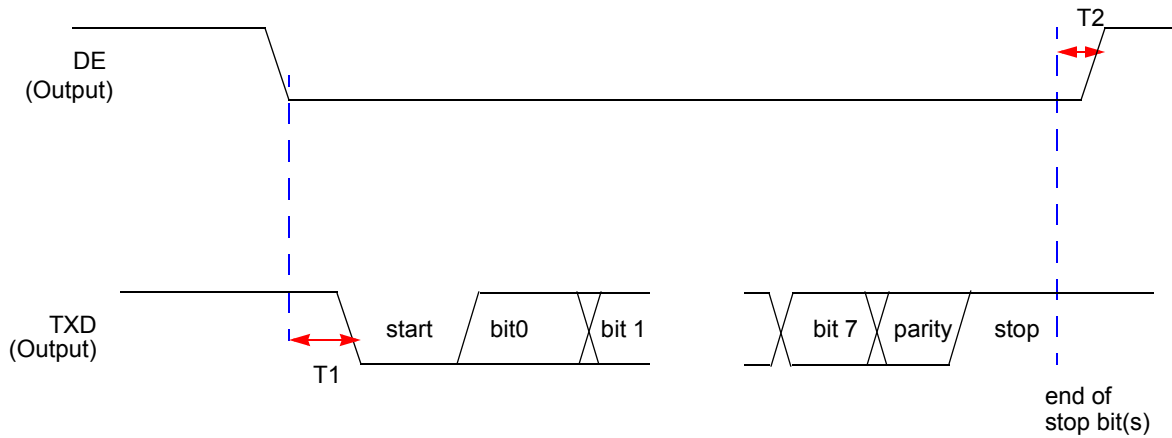 T2
DE
(Output)
TXD
(Output)
start
bit0
bit 1
bit 7
parity
stop
T1
end of
stop bit(s)